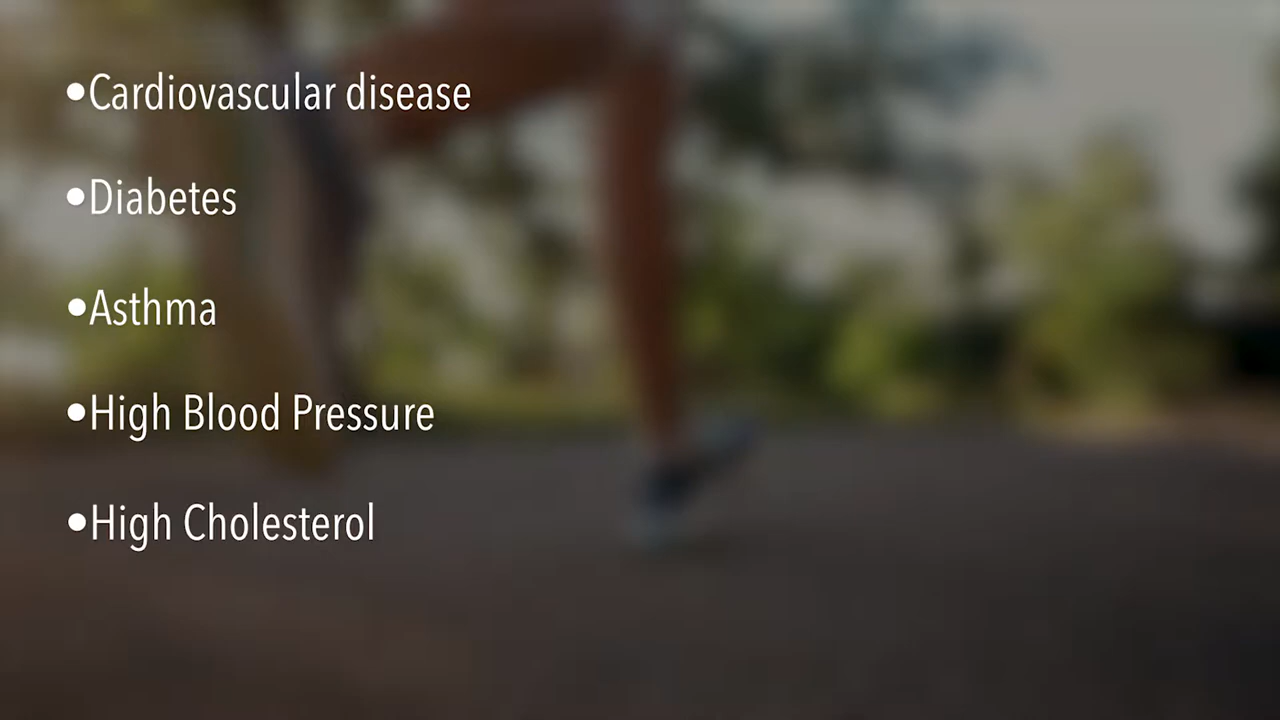 •Cardiovascular disease
•Diabetes
•Asthma
•High Blood Pressure
•High Cholesterol